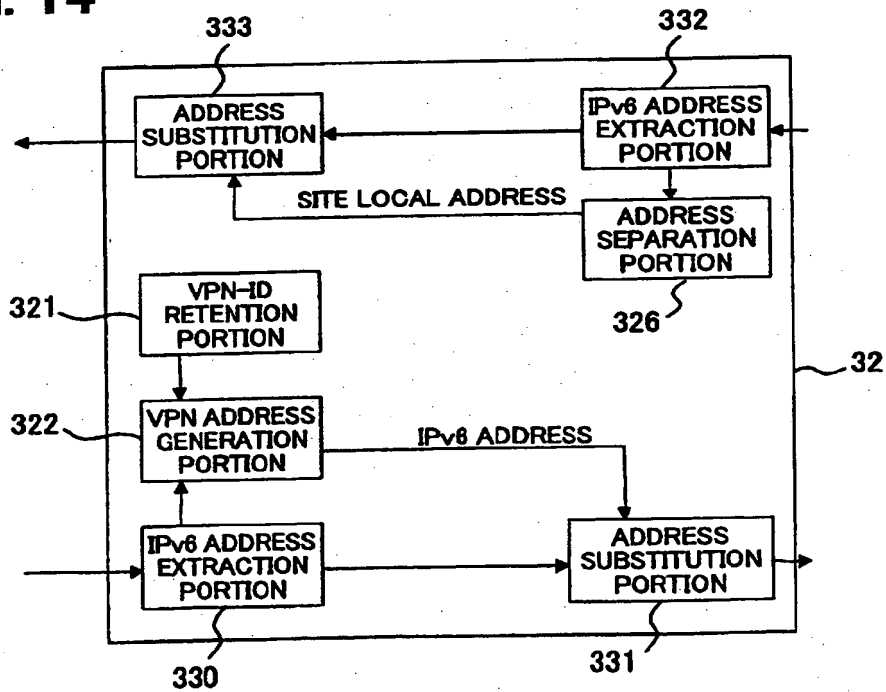 14
333
332
ADDRESS
SUBSTITUTION
PORTION
IPv6 ADDRESS
EXTRACTION
PORTION
SITE LOCAL ADDRESS
ADDRESS
SEPARATION
PORTION
326
321
VPN-ID
RETENTION
PORTION
32
322
VPN ADDRESS
GENERATION
PORTION
IPv6 ADDRESS
IPv6 ADDRESS
EXTRACTION
PORTION
ADDRESS
SUBSTITUTION
PORTION
330
331